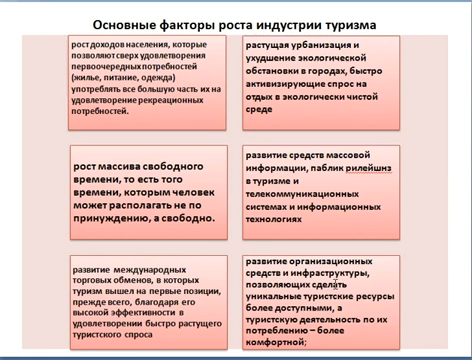 Основные факторы роста индустрии туризма
рост доходов населения, которые
позволяют сверх удовлетворения
первоочередных потребностей
(жилье, питание, одежда)
употреблять все большую часть их на
удовлетворение рекреационных
потребностей.
растущая урбанизация и
ухудшение экологической
обстановки в городах, быстро
активизирующие спрос на
отдых в экологически чистой
среде
рост массива свободного
времени, то есть того
времени, которым человек
может располагать не по
принуждению, а свободно.
развитие средств массовой
информации, паблик рилейшнз
в туризме и
телекоммуникационных
системах и информационных
технологиях
развитие международных
торговых обменов, в которых
туризм вышел на первые позиции,
прежде всего, благодаря его
высокой эффективности в
удовлетворении быстро растущего
туристского спроса
развитие организационных
средств и инфраструктуры,
позволяющих сделать
уникальные туристские ресурсы
более доступными, а
туристскую деятельность по их
потреблению – более
комфортной;